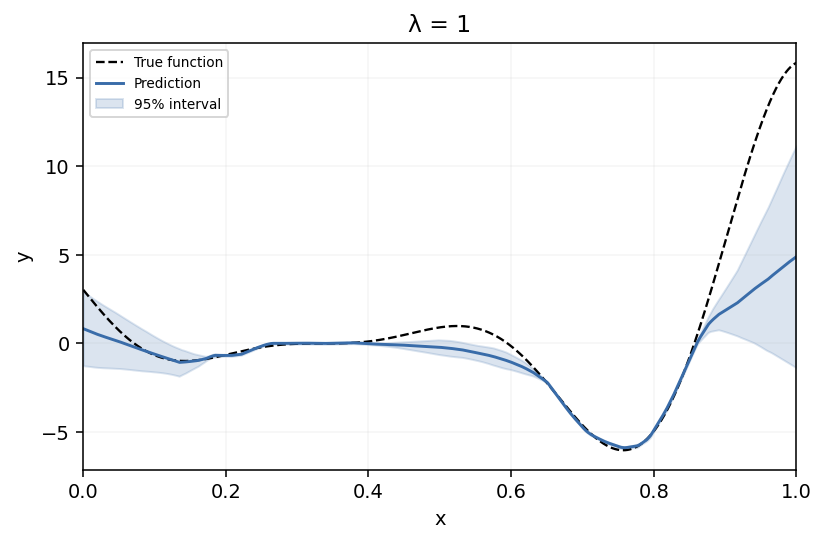 λ = 1
True function
Prediction
95% interval
15
10
5
0
−5
y
0.0 0.2 0.4 0.6 0.8 1.0
x